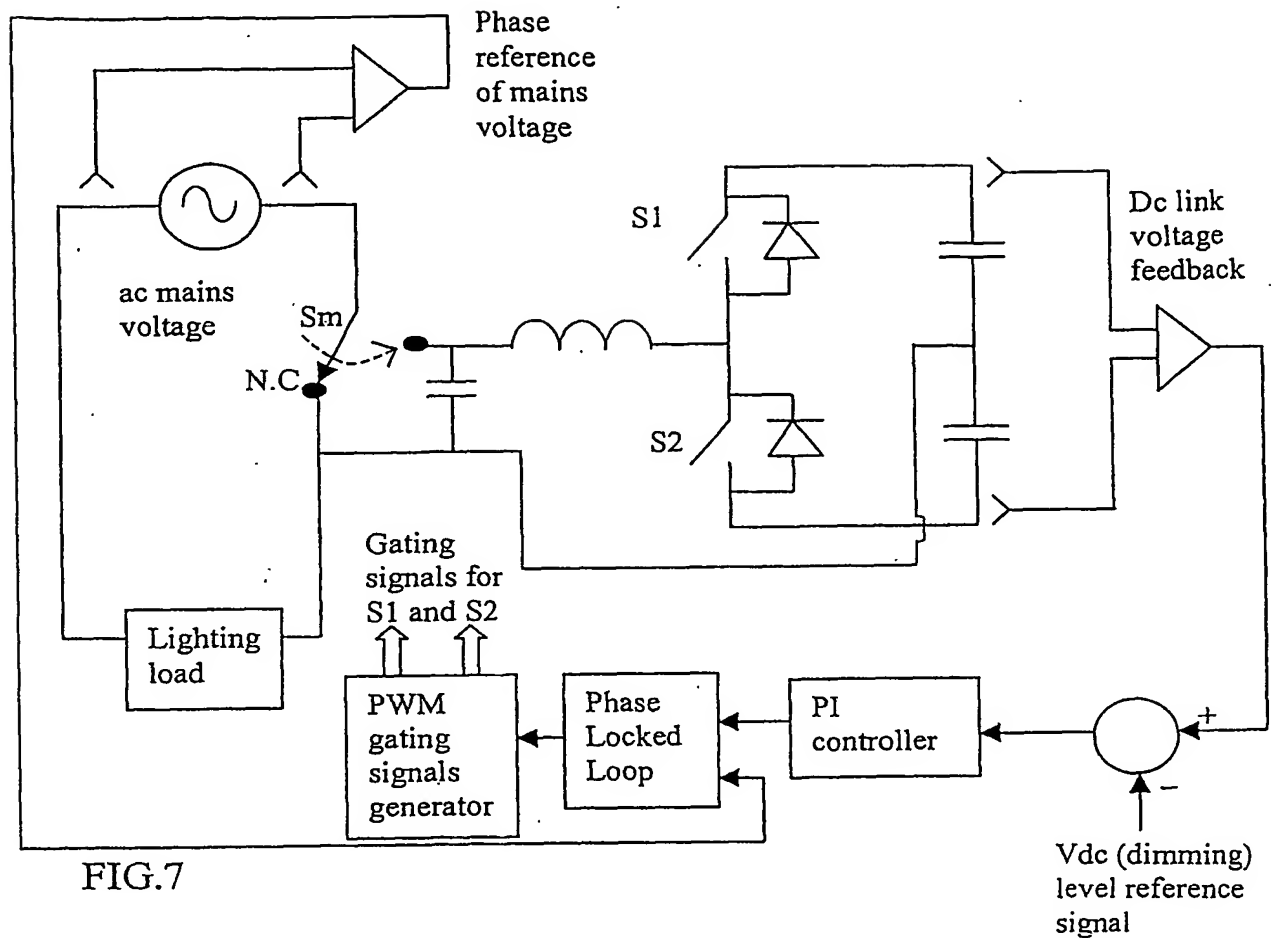 Phase
reference
of mains
voltage
S1
Dc link
voltage
feedback
ac mains
voltage
Sm
N.C
S2
Gating
signals for
S1 and S2
Lighting
load
PWM
gating
signals
generator
Phase
Locked
Loop
PI
controller
+
−
Vdc (dimming)
level reference
signal
FIG.7